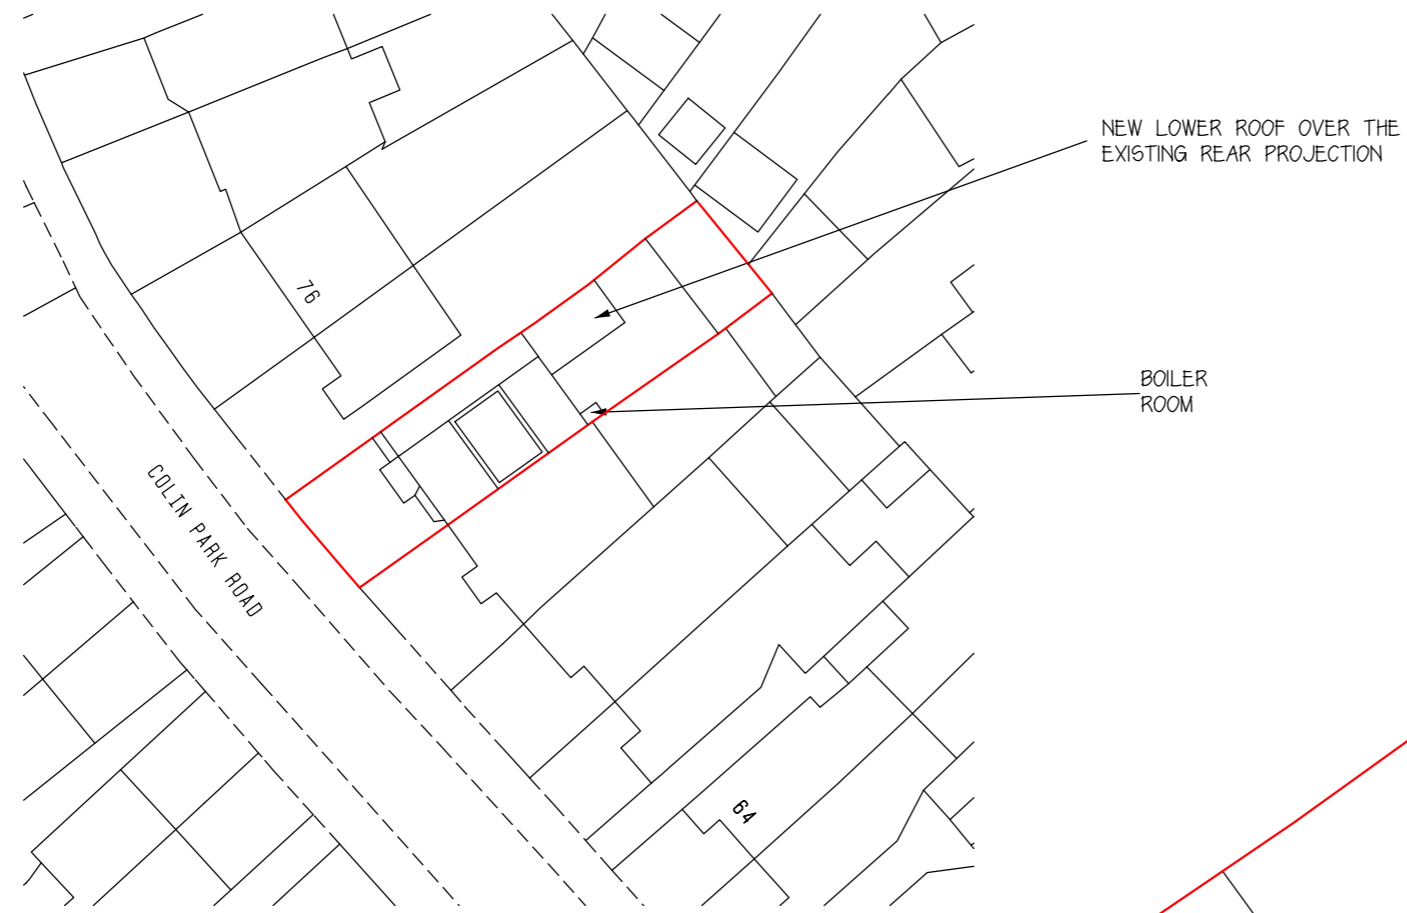 NEW LOWER ROOF OVER THE
EXISTING REAR PROJECTION
76
BOILER
ROOM
COLIN PARK ROAD
64